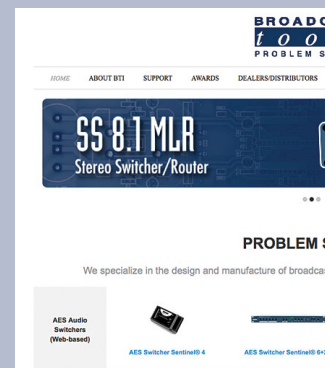 BROADC
too
PROBLEM S
HOME ABOUT BTI SUPPORT AWARDS DEALERS/DISTRIBUTORS
SS 8.1 MLR
Stereo Switcher/Router
PROBLEM S
We specialize in the design and manufacture of broadcas
AES Audio
Switchers
(Web-based)
AES Switcher Sentinel® 4 AES Switcher Sentinel® 6+